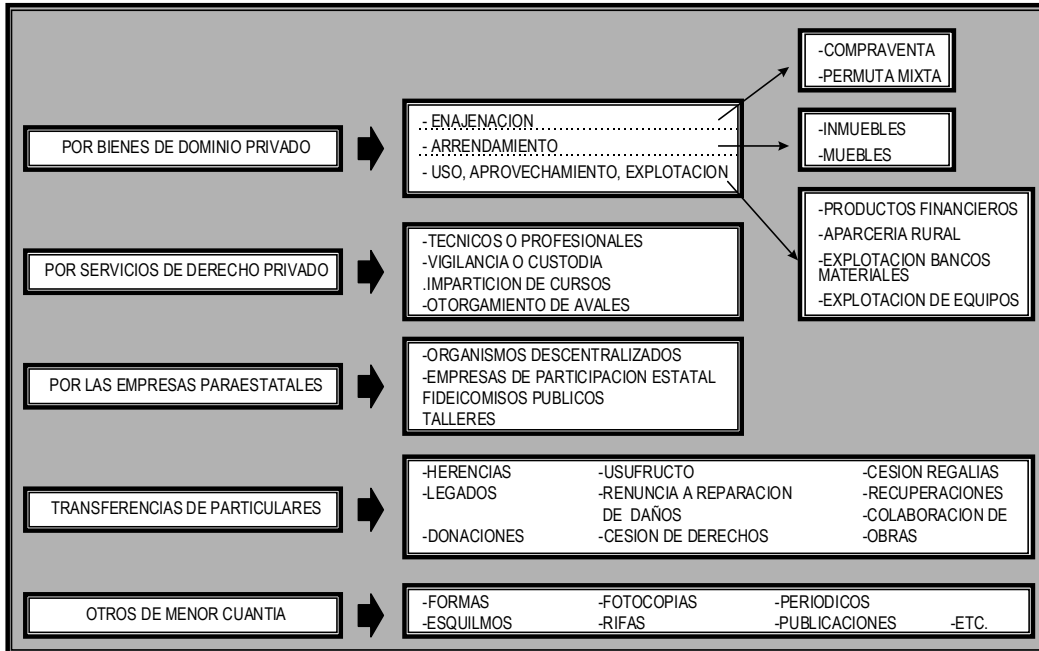 -COMPRAVENTA
-PERMUTA MIXTA
POR BIENES DE DOMINIO PRIVADO
- ENAJENACION
- ARRENDAMIENTO
- USO, APROVECHAMIENTO, EXPLOTACION
-INMUEBLES
-MUEBLES
-PRODUCTOS FINANCIEROS
-APARCERIA RURAL
-EXPLOTACION BANCOS
MATERIALES
-EXPLOTACION DE EQUIPOS
POR SERVICIOS DE DERECHO PRIVADO
-TECNICOS O PROFESIONALES
-VIGILANCIA O CUSTODIA
.IMPARTICION DE CURSOS
-OTORGAMIENTO DE AVALES
POR LAS EMPRESAS PARAESTATALES
-ORGANISMOS DESCENTRALIZADOS
-EMPRESAS DE PARTICIPACION ESTATAL
FIDEICOMISOS PUBLICOS
TALLERES
TRANSFERENCIAS DE PARTICULARES
-HERENCIAS -USUFRUCTO -CESION REGALIAS
-LEGADOS -RENUNCIA A REPARACION -RECUPERACIONES
DE DAÑOS -COLABORACION DE
-DONACIONES -CESION DE DERECHOS -OBRAS
OTROS DE MENOR CUANTIA
-FORMAS -FOTOCOPIAS -PERIODICOS
-ESQUILMOS -RIFAS -PUBLICACIONES -ETC.